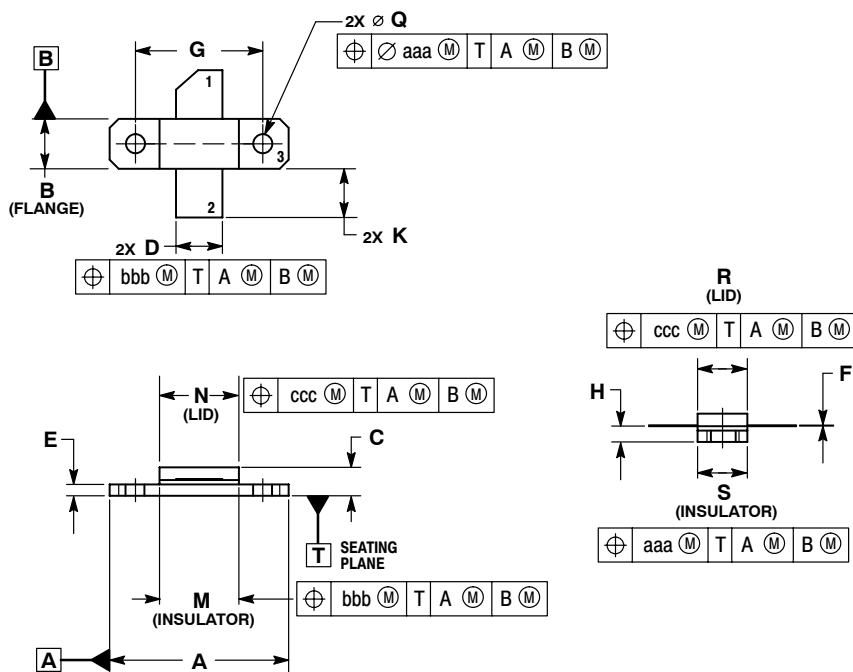 2X ⌀ Q
⌖ ⌀ aaa Ⓜ T A Ⓜ B Ⓜ
G
B
1
3
B
(FLANGE)
2
2X K
2X D
⌖ bbb Ⓜ T A Ⓜ B Ⓜ
R
(LID)
⌖ ccc Ⓜ T A Ⓜ B Ⓜ
H
F
S
(INSULATOR)
⌖ aaa Ⓜ T A Ⓜ B Ⓜ
N
(LID)
⌖ ccc Ⓜ T A Ⓜ B Ⓜ
E
C
T SEATING
PLANE
M
(INSULATOR)
⌖ bbb Ⓜ T A Ⓜ B Ⓜ
A
A